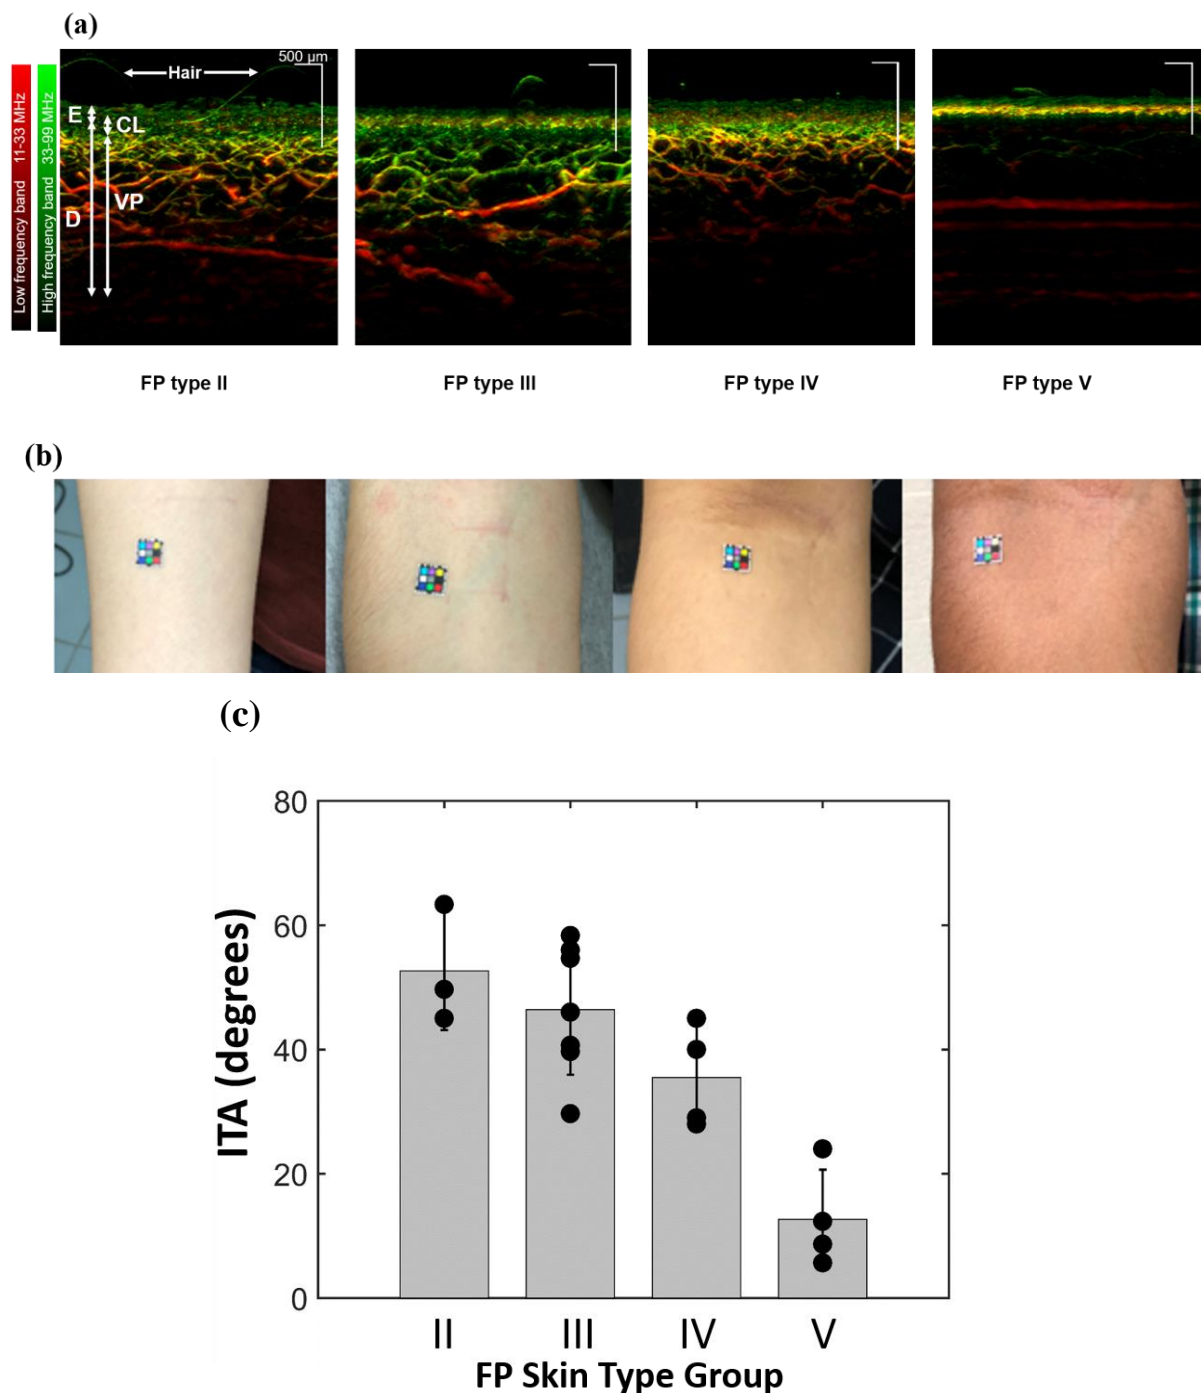 (a)
500 µm
Hair
E
CL
D
VP
Low frequency band 11-33 MHz
High frequency band 33-99 MHz
FP type II
FP type III
FP type IV
FP type V
(b)
(c)
80
60
40
20
0
ITA (degrees)
II
III
IV
V
FP Skin Type Group